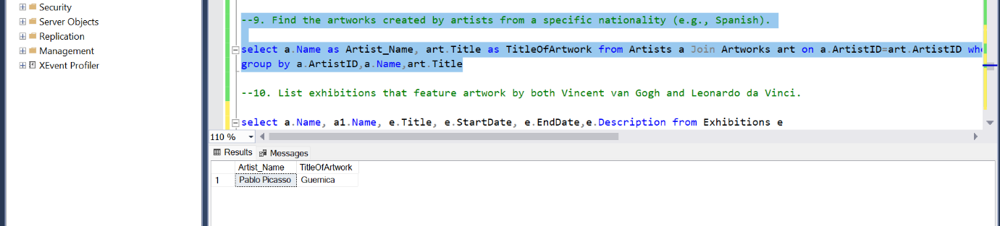 Security
Server Objects
Replication
Management
XEvent Profiler
--9. Find the artworks created by artists from a specific nationality (e.g., Spanish).
select a.Name as Artist_Name, art.Title as TitleOfArtwork from Artists a Join Artworks art on a.ArtistID=art.ArtistID whe
group by a.ArtistID,a.Name,art.Title
--10. List exhibitions that feature artwork by both Vincent van Gogh and Leonardo da Vinci.
select a.Name, a1.Name, e.Title, e.StartDate, e.EndDate,e.Description from Exhibitions e
110 %
Results Messages
Artist_Name TitleOfArtwork
1 Pablo Picasso Guernica